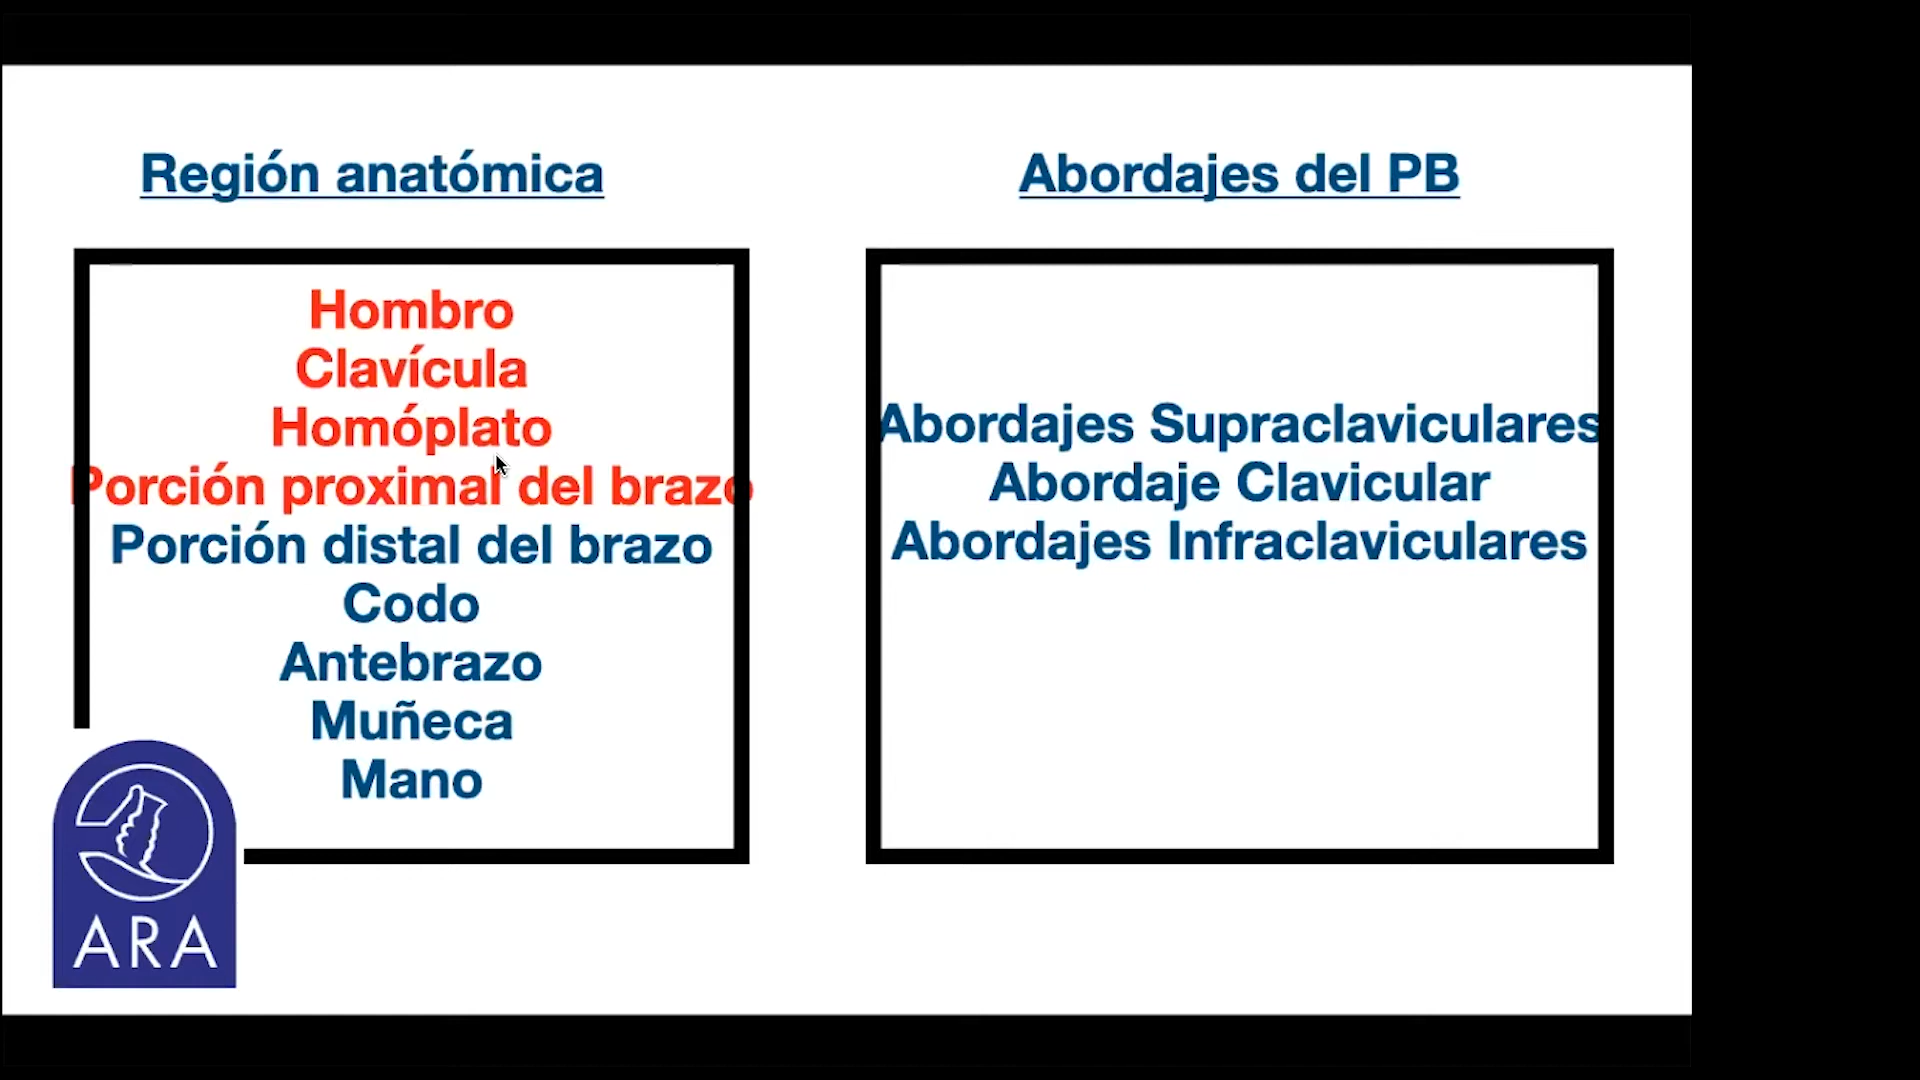 Región anatómica
Hombro
Clavícula
Homóplato
Porción proximal del brazo
Porción distal del brazo
Codo
Antebrazo
Muñeca
Mano
Abordajes del PB
Abordajes Supraclaviculares
Abordaje Clavicular
Abordajes Infraclaviculares
ARA